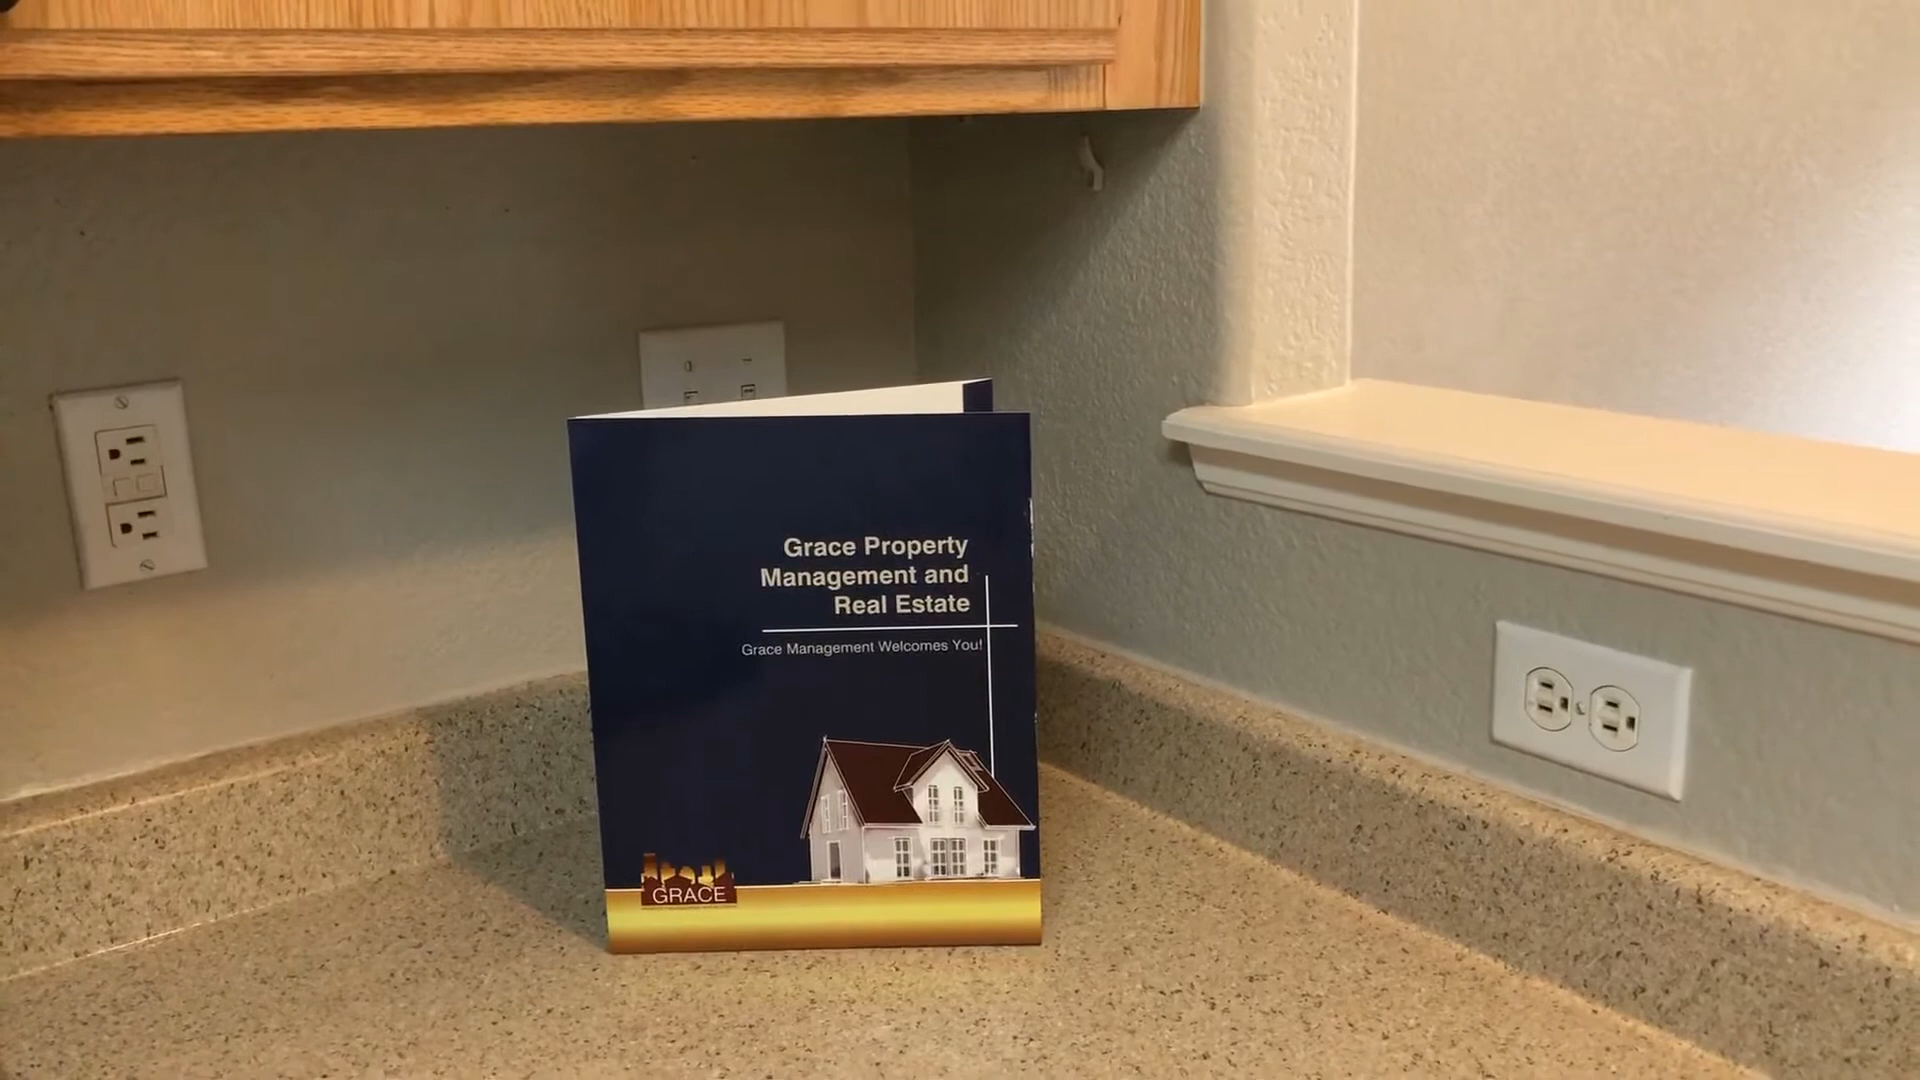 Grace Property
Management and
Real Estate
Grace Management Welcomes You!
GRACE